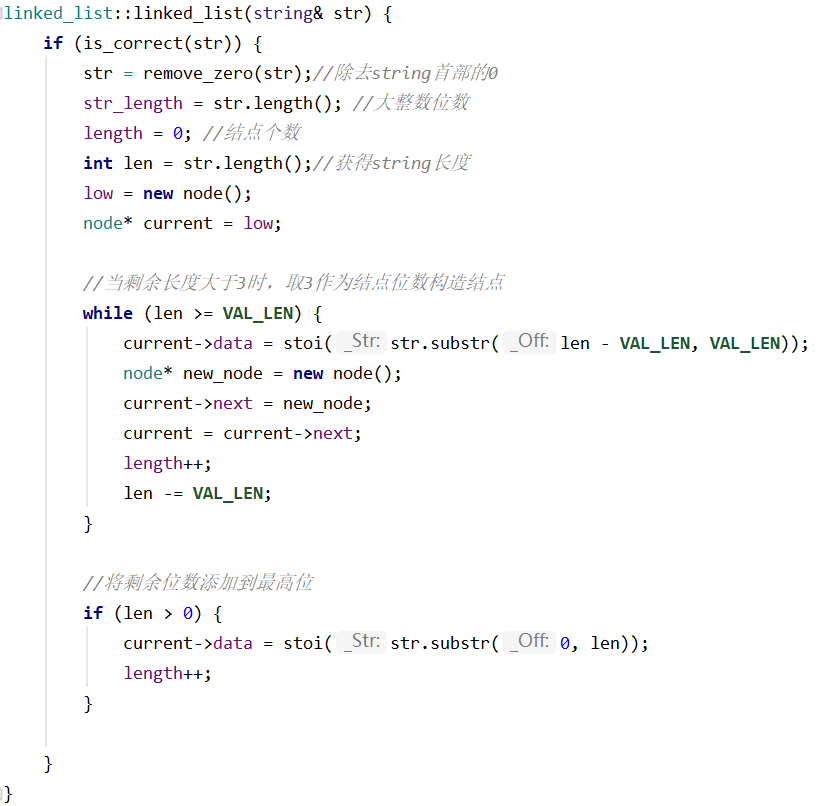 linked_list::linked_list(string& str) {
if (is_correct(str)) {
str = remove_zero(str);//除去string首部的0
str_length = str.length(); //大整数位数
length = 0; //结点个数
int len = str.length();//获得string长度
low = new node();
node* current = low;
//当剩余长度大于3时，取3作为结点位数构造结点
while (len >= VAL_LEN) {
current->data = stoi( _Str: str.substr( _Off: len - VAL_LEN, VAL_LEN));
node* new_node = new node();
current->next = new_node;
current = current->next;
length++;
len -= VAL_LEN;
}
//将剩余位数添加到最高位
if (len > 0) {
current->data = stoi( _Str: str.substr( _Off: 0, len));
length++;
}
}
}